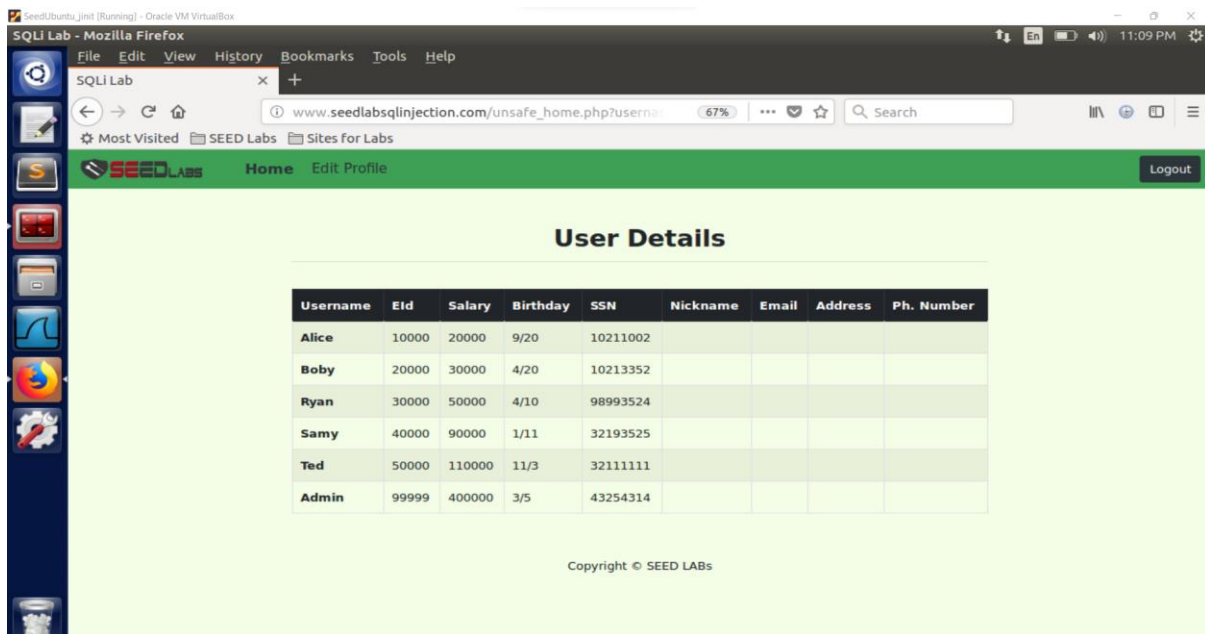 SeedUbuntu_jinit [Running] - Oracle VM VirtualBox
SQLi Lab - Mozilla Firefox En 11:09 PM
File Edit View History Bookmarks Tools Help
SQLi Lab
www.seedlabsqlinjection.com/unsafe_home.php?userna 67% Search
Most Visited SEED Labs Sites for Labs
SEEDLABS Home Edit Profile Logout
User Details
Username EId Salary Birthday SSN Nickname Email Address Ph. Number
Alice 10000 20000 9/20 10211002
Boby 20000 30000 4/20 10213352
Ryan 30000 50000 4/10 98993524
Samy 40000 90000 1/11 32193525
Ted 50000 110000 11/3 32111111
Admin 99999 400000 3/5 43254314
Copyright © SEED LABs